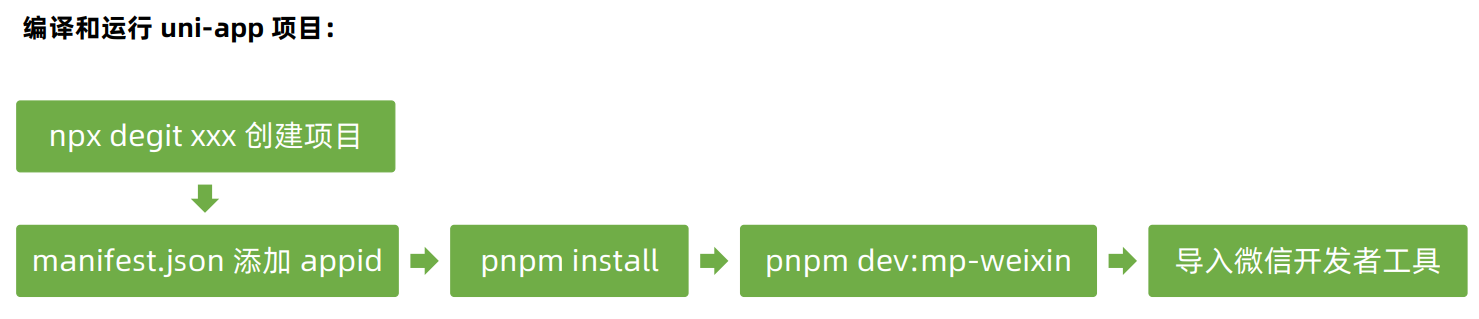 编译和运行 uni-app 项目：
npx degit xxx 创建项目
manifest.json 添加 appid
pnpm install
pnpm dev:mp-weixin
导入微信开发者工具